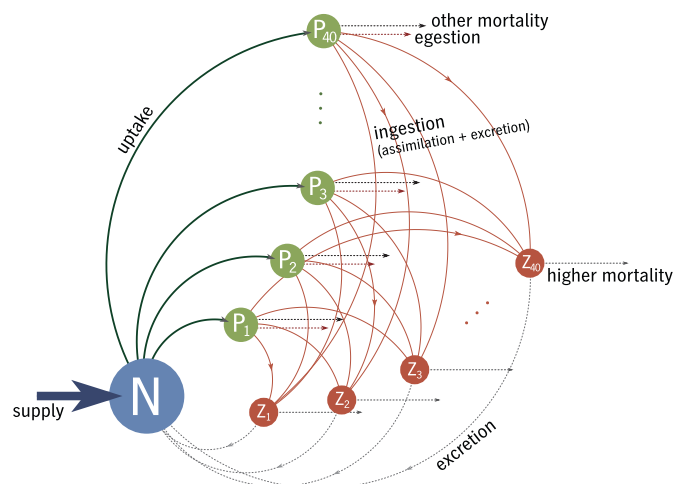 P40
other mortality
egestion
uptake
ingestion
(assimilation + excretion)
P3
P2
Z40
higher mortality
P1
Z3
N
supply
Z1
Z2
excretion